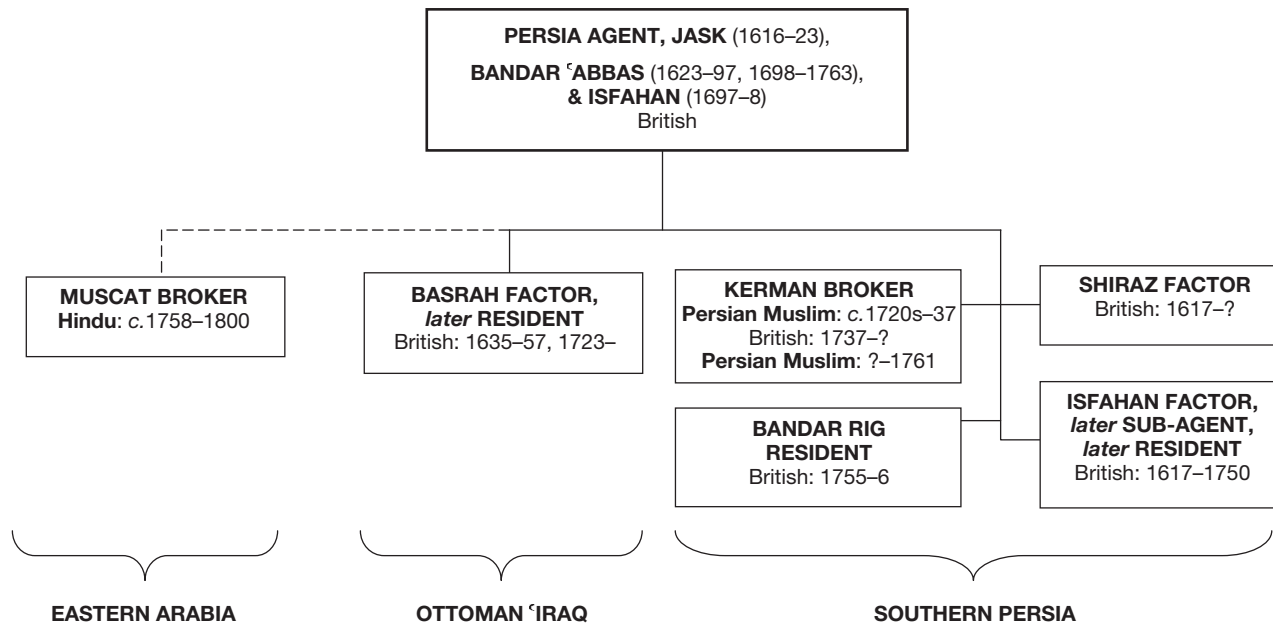 PERSIA AGENT, JASK (1616–23),
BANDAR ʿABBAS (1623–97, 1698–1763),
& ISFAHAN (1697–8)
British
MUSCAT BROKER
Hindu: c.1758–1800
BASRAH FACTOR,
later RESIDENT
British: 1635–57, 1723–
KERMAN BROKER
Persian Muslim: c.1720s–37
British: 1737–?
Persian Muslim: ?–1761
SHIRAZ FACTOR
British: 1617–?
BANDAR RIG
RESIDENT
British: 1755–6
ISFAHAN FACTOR,
later SUB-AGENT,
later RESIDENT
British: 1617–1750
EASTERN ARABIA
OTTOMAN ʿIRAQ
SOUTHERN PERSIA